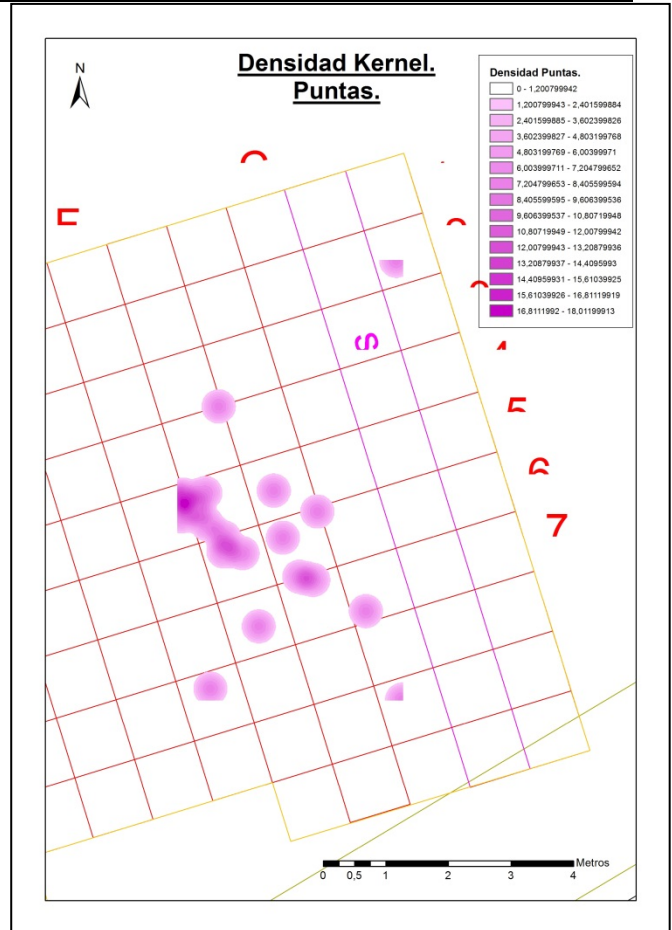 N
Densidad Kernel.
Puntas.
Densidad Puntas.
0 - 1,200799942
1,200799943 - 2,401599884
2,401599885 - 3,602399826
3,602399827 - 4,803199768
4,803199769 - 6,00399971
6,003999711 - 7,204799652
7,204799653 - 8,405599594
8,405599595 - 9,606399536
9,606399537 - 10,80719948
10,80719949 - 12,00799942
12,00799943 - 13,20879936
13,20879937 - 14,4095993
14,40959931 - 15,61039925
15,61039926 - 16,81119919
16,8111992 - 18,01199913
5
6
7
Metros
0 0,5 1 2 3 4